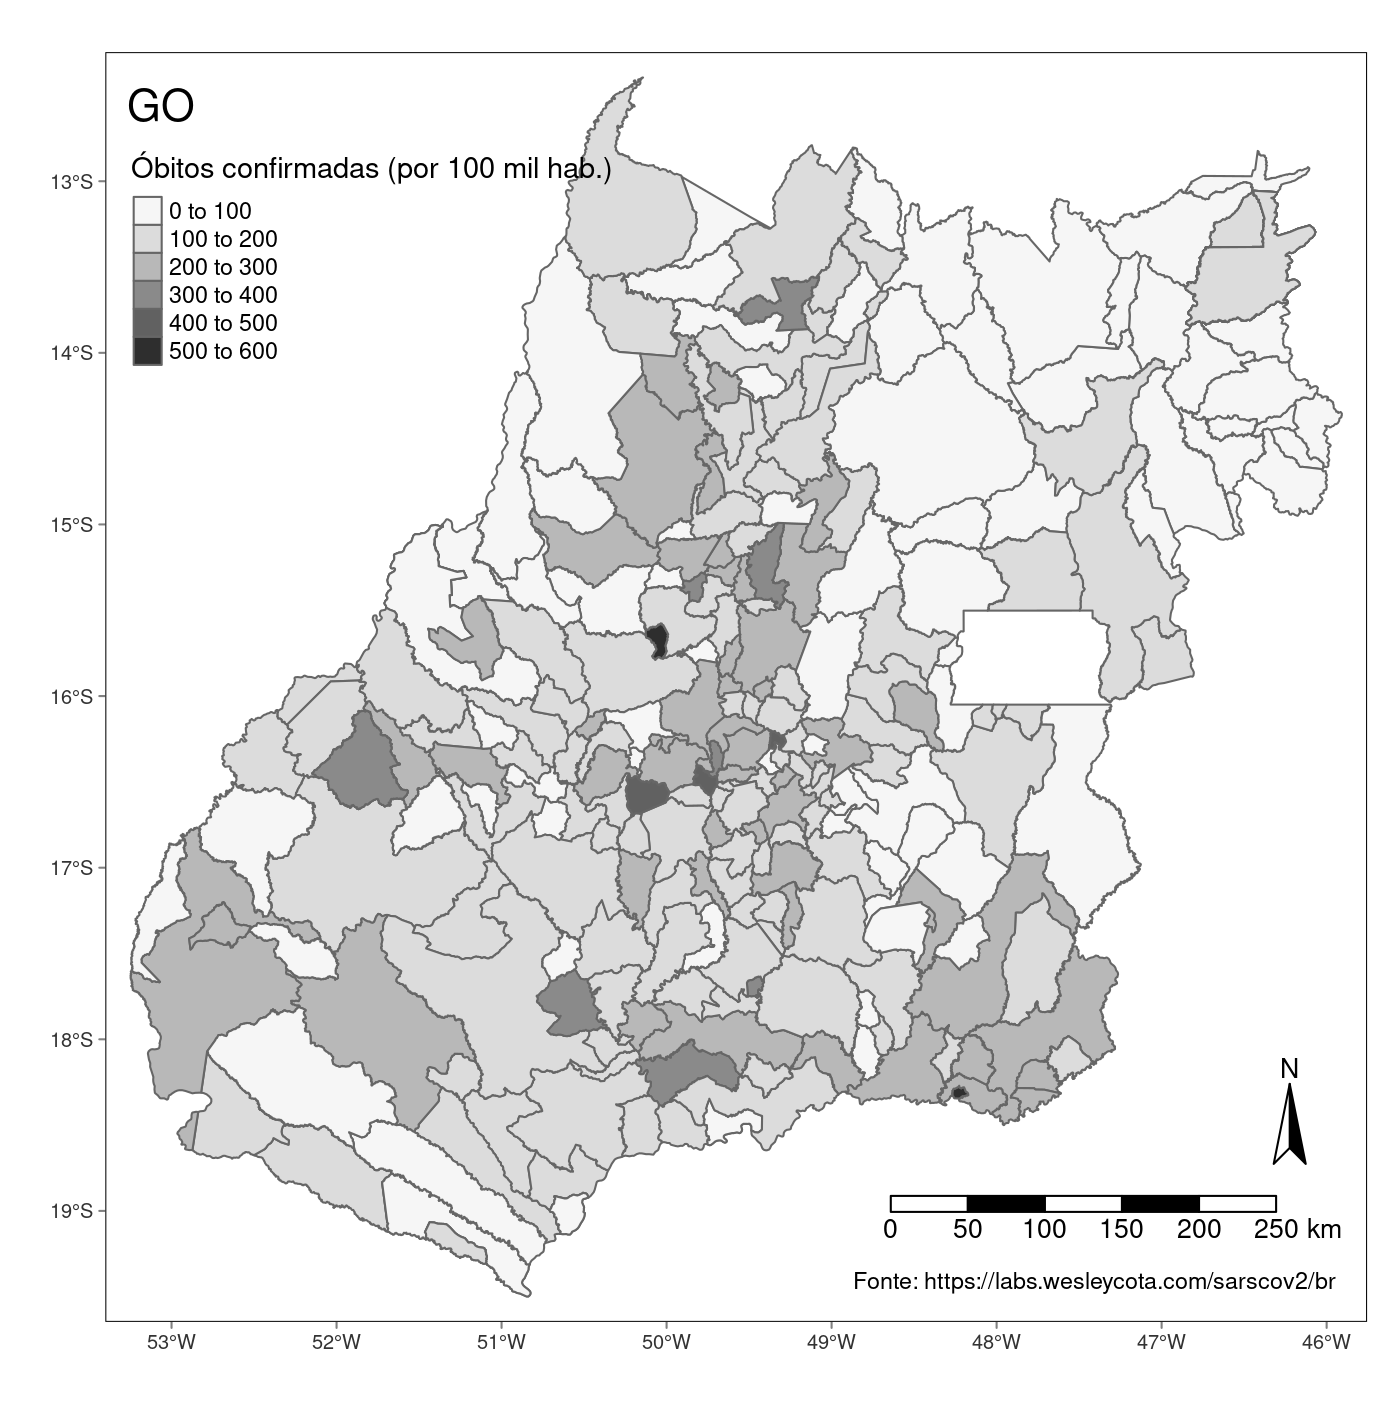 GO
Óbitos confirmadas (por 100 mil hab.)
0 to 100
100 to 200
200 to 300
300 to 400
400 to 500
500 to 600
13°S
14°S
15°S
16°S
17°S
18°S
19°S
N
0 50 100 150 200 250 km
Fonte: https://labs.wesleycota.com/sarscov2/br
53°W 52°W 51°W 50°W 49°W 48°W 47°W 46°W